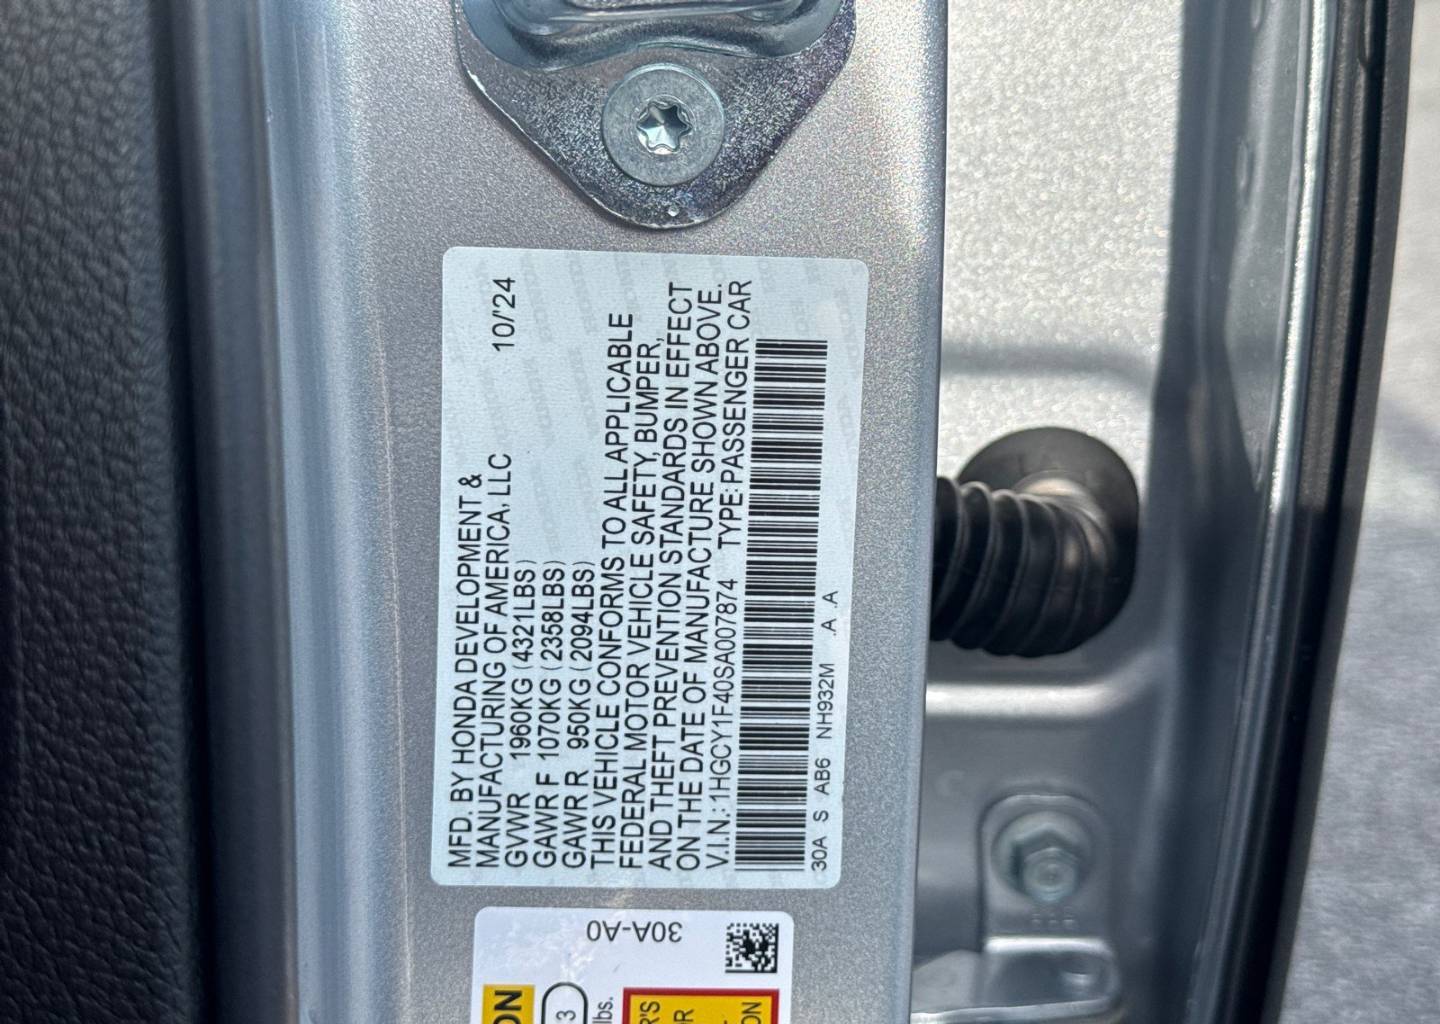 MFD. BY HONDA DEVELOPMENT &
MANUFACTURING OF AMERICA, LLC 10/'24
GVWR 1960KG (4321LBS)
GAWR F 1070KG (2358LBS)
GAWR R 950KG (2094LBS)
THIS VEHICLE CONFORMS TO ALL APPLICABLE
FEDERAL MOTOR VEHICLE SAFETY, BUMPER,
AND THEFT PREVENTION STANDARDS IN EFFECT
ON THE DATE OF MANUFACTURE SHOWN ABOVE.
V.I.N.: 1HGCY1F40SA007874 TYPE: PASSENGER CAR
30A S AB6 NH932M .A .A
30A-A0
3
lbs.